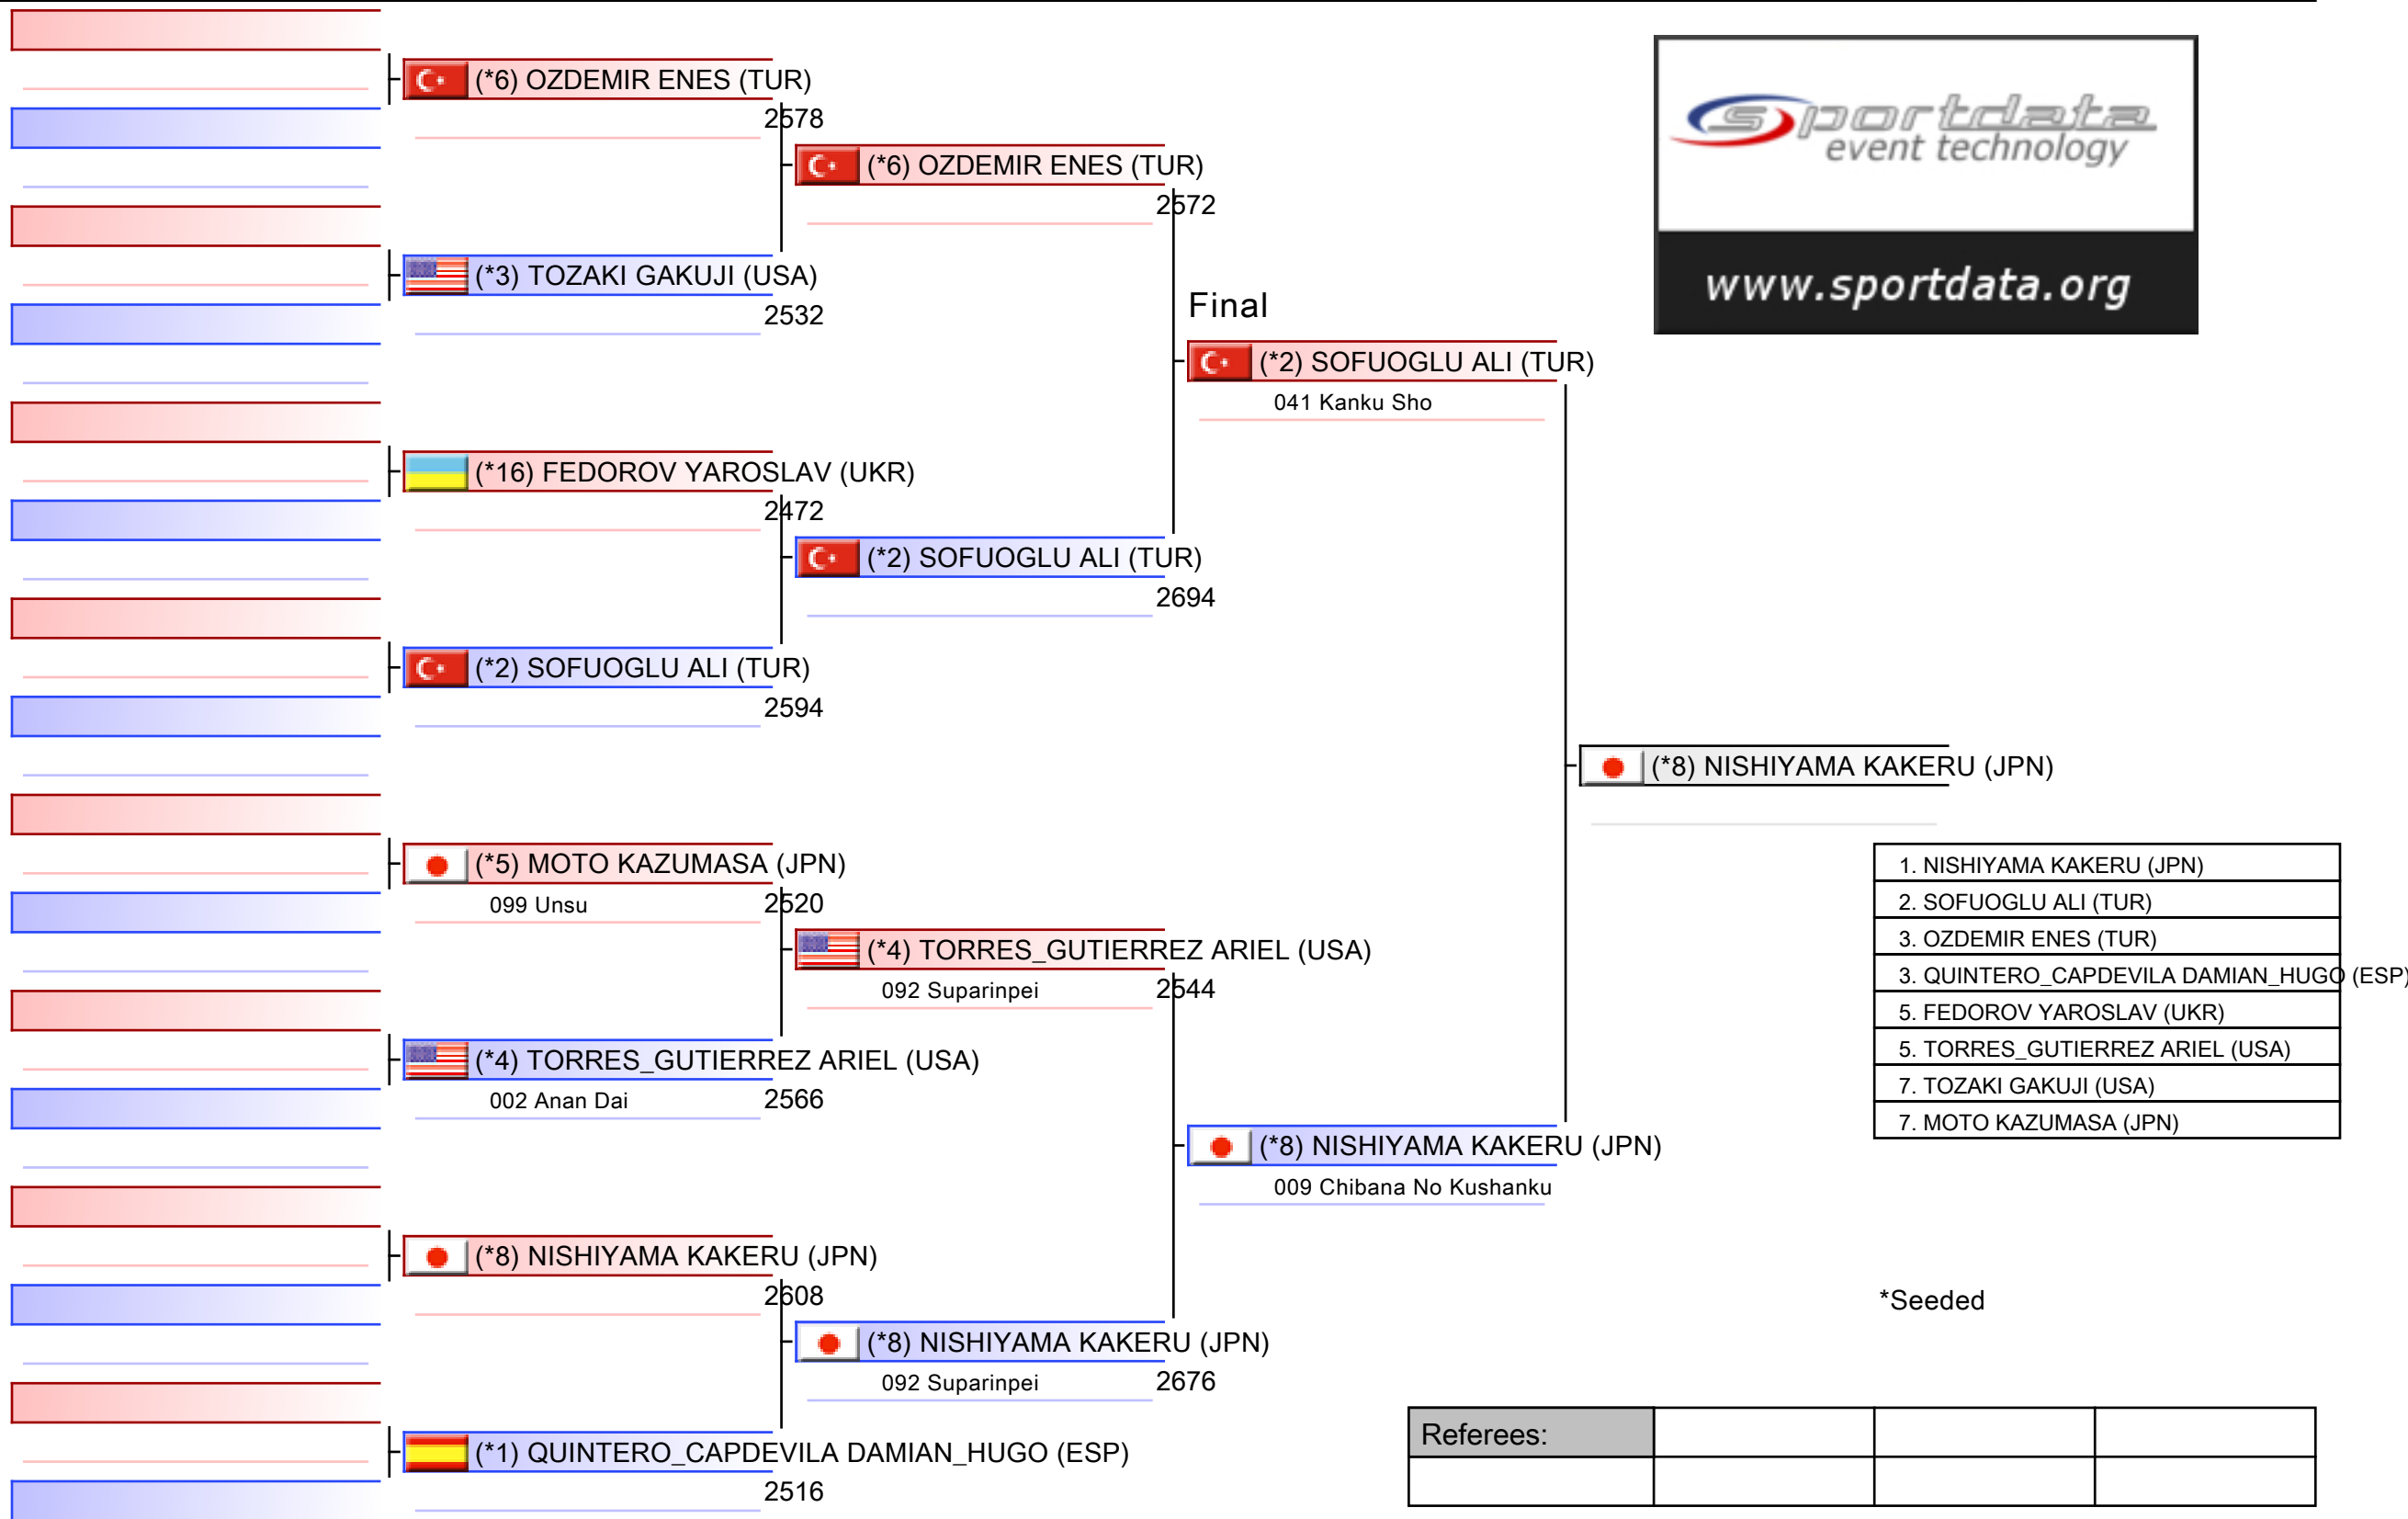 (*6) OZDEMIR ENES (TUR)
2578
(*6) OZDEMIR ENES (TUR)
2572
(*3) TOZAKI GAKUJI (USA)
2532
sportdata
event technology
www.sportdata.org
Final
(*2) SOFUOGLU ALI (TUR)
041 Kanku Sho
(*16) FEDOROV YAROSLAV (UKR)
2472
(*2) SOFUOGLU ALI (TUR)
2694
(*2) SOFUOGLU ALI (TUR)
2594
(*8) NISHIYAMA KAKERU (JPN)
(*5) MOTO KAZUMASA (JPN)
099 Unsu 2520
(*4) TORRES_GUTIERREZ ARIEL (USA)
092 Suparinpei 2544
(*4) TORRES_GUTIERREZ ARIEL (USA)
002 Anan Dai 2566
1. NISHIYAMA KAKERU (JPN)
2. SOFUOGLU ALI (TUR)
3. OZDEMIR ENES (TUR)
3. QUINTERO_CAPDEVILA DAMIAN_HUGO (ESP)
5. FEDOROV YAROSLAV (UKR)
5. TORRES_GUTIERREZ ARIEL (USA)
7. TOZAKI GAKUJI (USA)
7. MOTO KAZUMASA (JPN)
(*8) NISHIYAMA KAKERU (JPN)
009 Chibana No Kushanku
(*8) NISHIYAMA KAKERU (JPN)
2608
(*8) NISHIYAMA KAKERU (JPN)
092 Suparinpei 2676
(*1) QUINTERO_CAPDEVILA DAMIAN_HUGO (ESP)
2516
*Seeded
Referees: